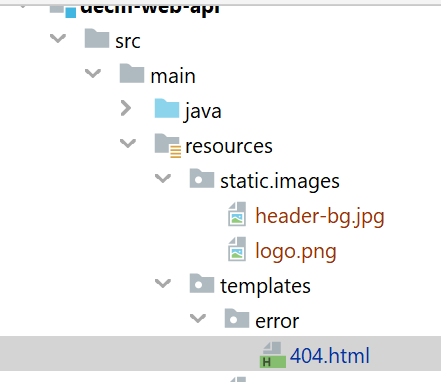 src
main
java
resources
static.images
header-bg.jpg
logo.png
templates
error
404.html